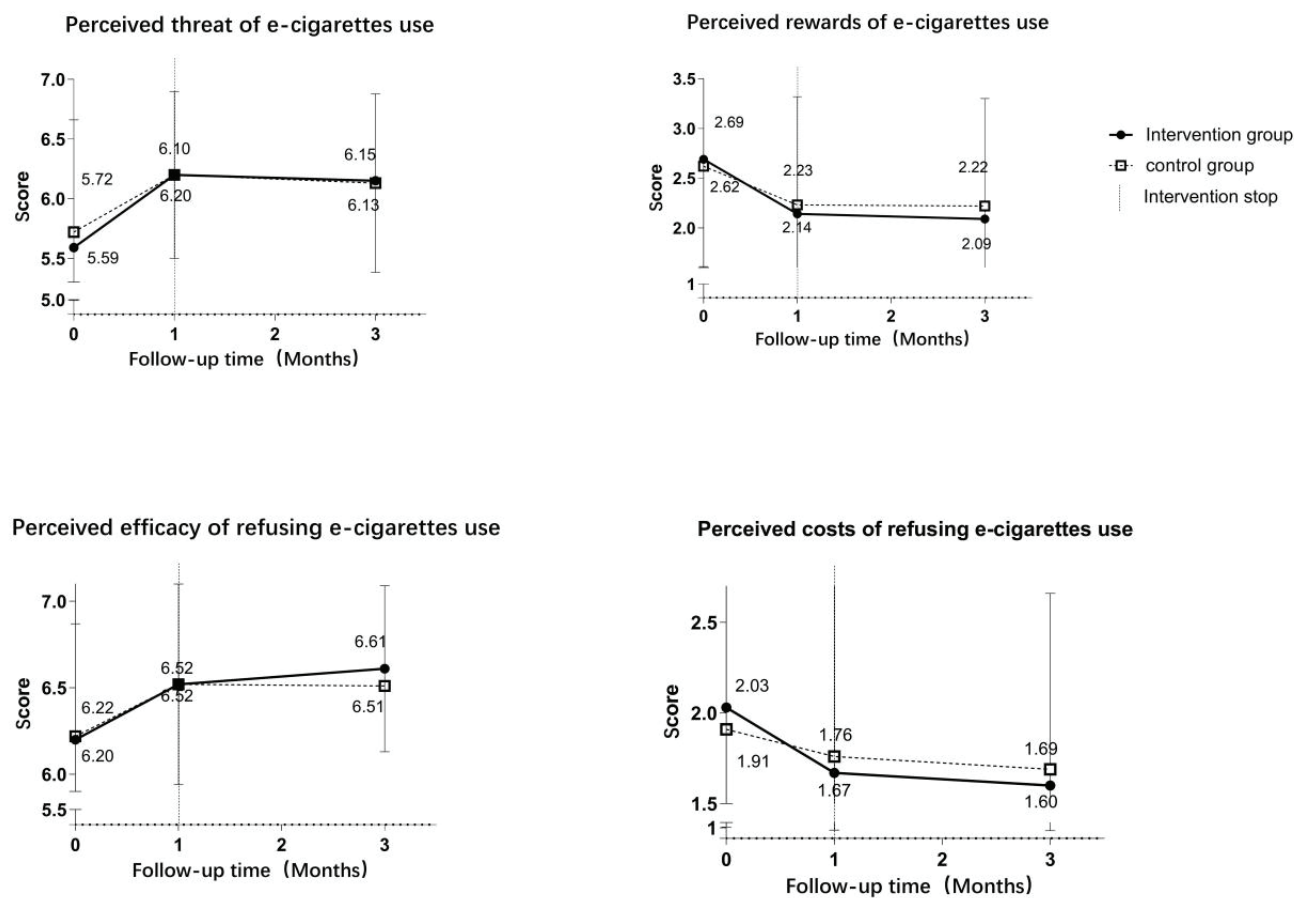 Perceived threat of e-cigarettes use
7.0
6.5
6.0
5.5
5.0
Score
5.72
5.59
6.10
6.20
6.15
6.13
0 1 2 3
Follow-up time (Months)
Perceived rewards of e-cigarettes use
3.5
3.0
2.5
2.0
1
Score
2.69
2.62
2.23
2.14
2.22
2.09
0 1 2 3
Follow-up time (Months)
Intervention group
control group
Intervention stop
Perceived efficacy of refusing e-cigarettes use
7.0
6.5
6.0
5.5
Score
6.22
6.20
6.52
6.52
6.61
6.51
0 1 2 3
Follow-up time (Months)
Perceived costs of refusing e-cigarettes use
2.5
2.0
1.5
1
Score
2.03
1.91
1.76
1.67
1.69
1.60
0 1 2 3
Follow-up time (Months)